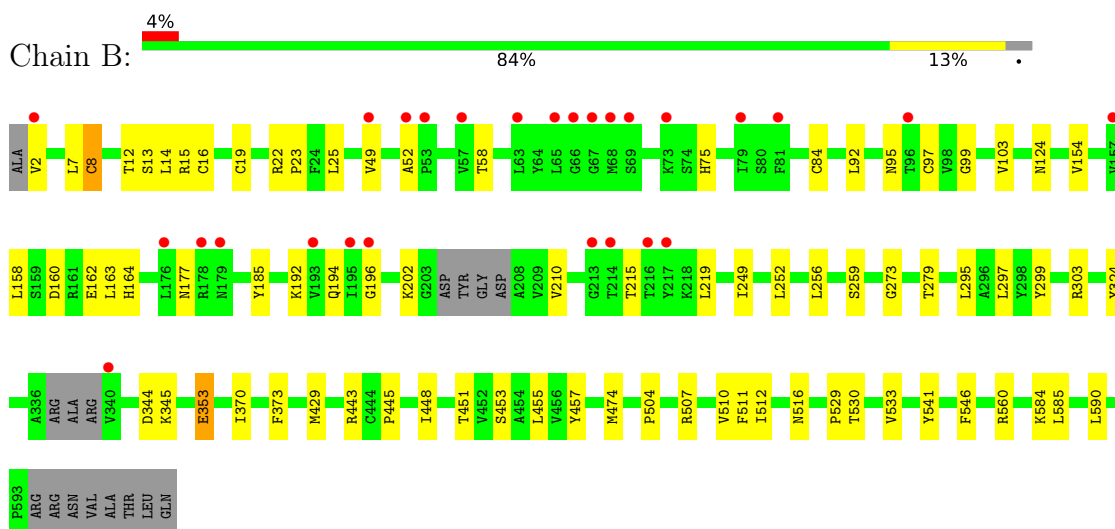 4%
Chain B:
84%
13%
•
ALA V2 L7 C8 T12 S13 L14 R15 C16 C19 R22 P23 F24 L25 V49 A52 P53 V57 T58 L63 Y64 L65 G66 G67 M68 S69 K73 S74 H75 I79 S80 F81 C84 L92 N95 T96 C97 V98 G99 V103 N124 V154 V157
L158 S159 D160 R161 E162 L163 H164 L176 N177 R178 N179 Y185 K192 V193 Q194 I195 G196 K202 G203 ASP TYR GLY ASP A208 V209 V210 G213 T214 T215 T216 Y217 K218 L219 I249 L252 L256 S259 G273 T279 L295 A296 L297 Y298 Y299 R303 Y324
A336 ARG ALA ARG V340 D344 K345 E353 I370 F373 M429 R443 C444 P445 I448 T451 V452 S453 A454 L455 V456 Y457 M474 P504 R507 V510 F511 I512 N516 P529 T530 V533 Y541 F546 R560 K584 L585 L590
P593 ARG ARG ASN VAL ALA THR LEU GLN